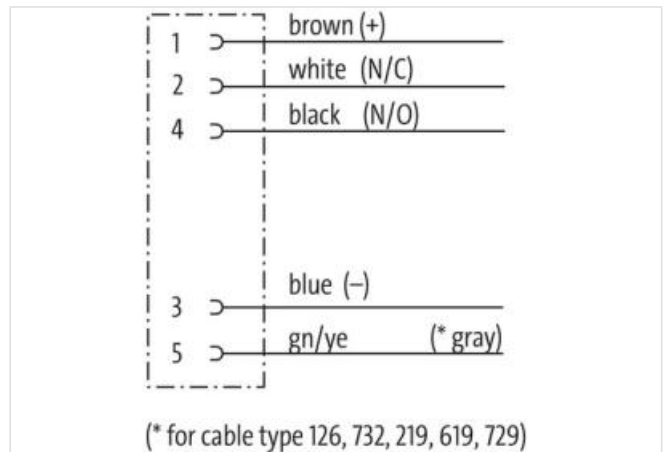 1 brown (+)
2 white (N/C)
4 black (N/O)
3 blue (–)
5 gn/ye (* gray)
(* for cable type 126, 732, 219, 619, 729)